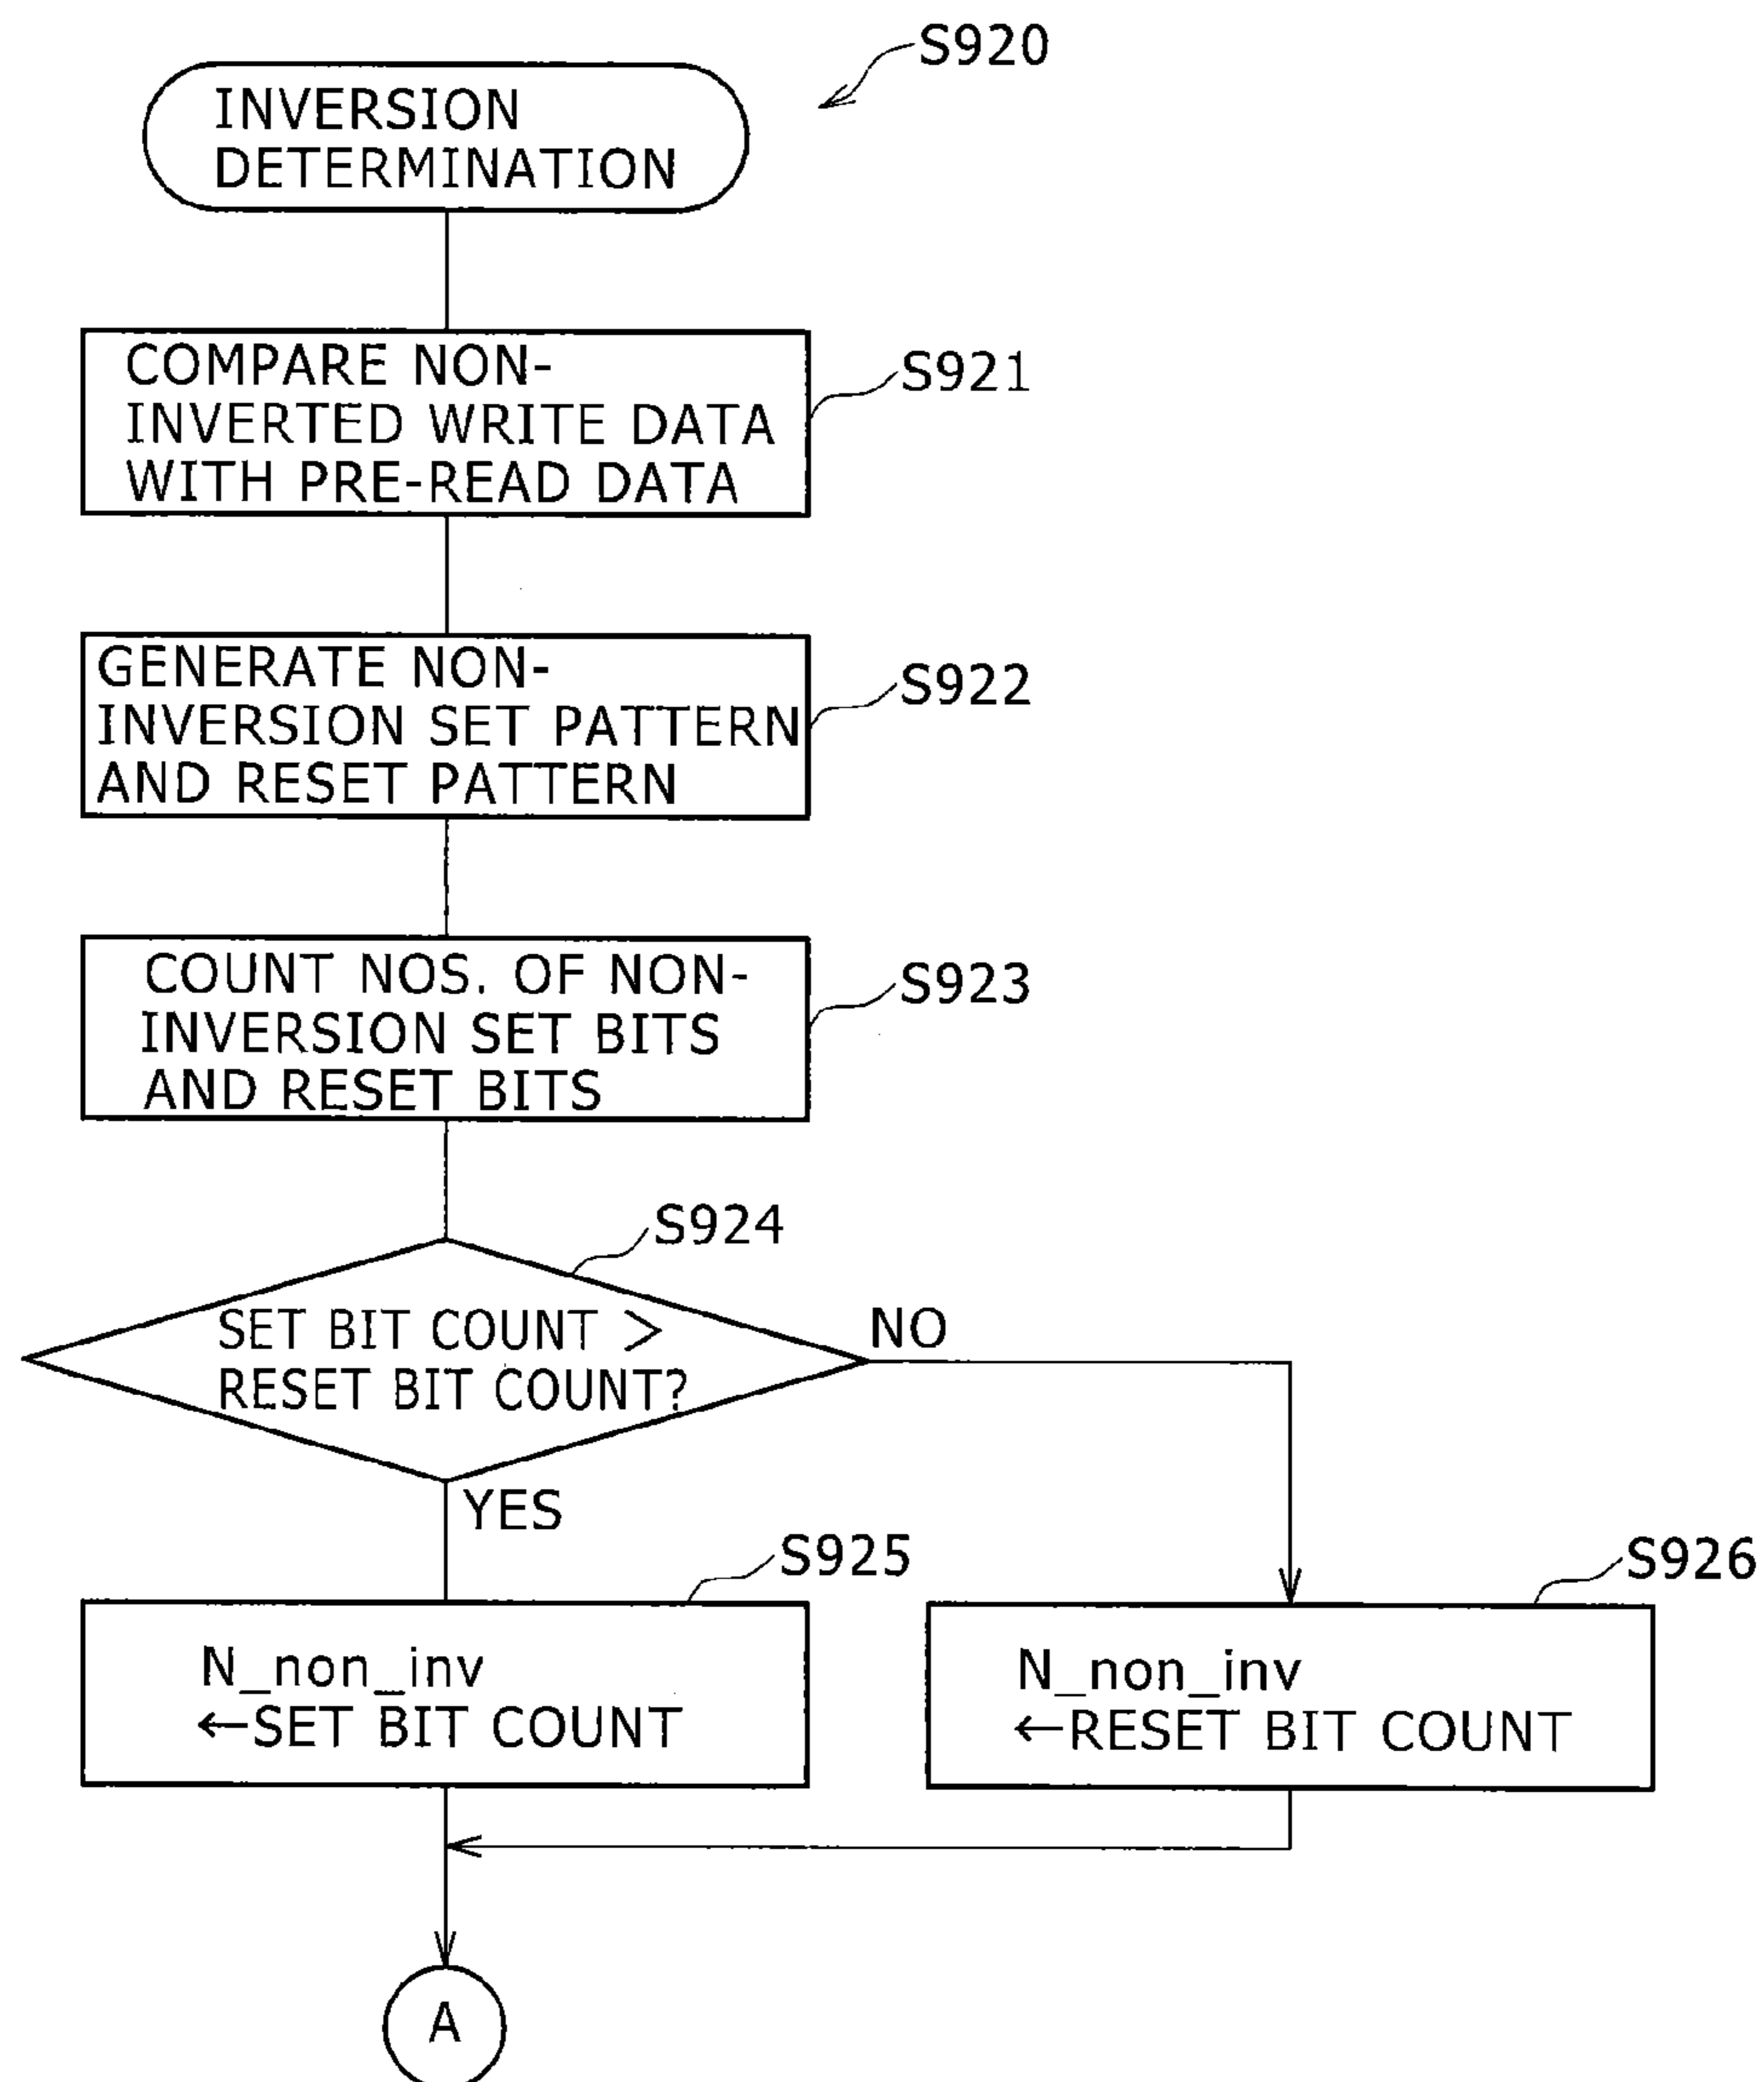 S920
INVERSION
DETERMINATION
COMPARE NON-
INVERTED WRITE DATA
WITH PRE-READ DATA
S921
GENERATE NON-
INVERSION SET PATTERN
AND RESET PATTERN
S922
COUNT NOS. OF NON-
INVERSION SET BITS
AND RESET BITS
S923
S924
SET BIT COUNT >
RESET BIT COUNT?
NO
YES
S925
N_non_inv
←SET BIT COUNT
S926
N_non_inv
←RESET BIT COUNT
A